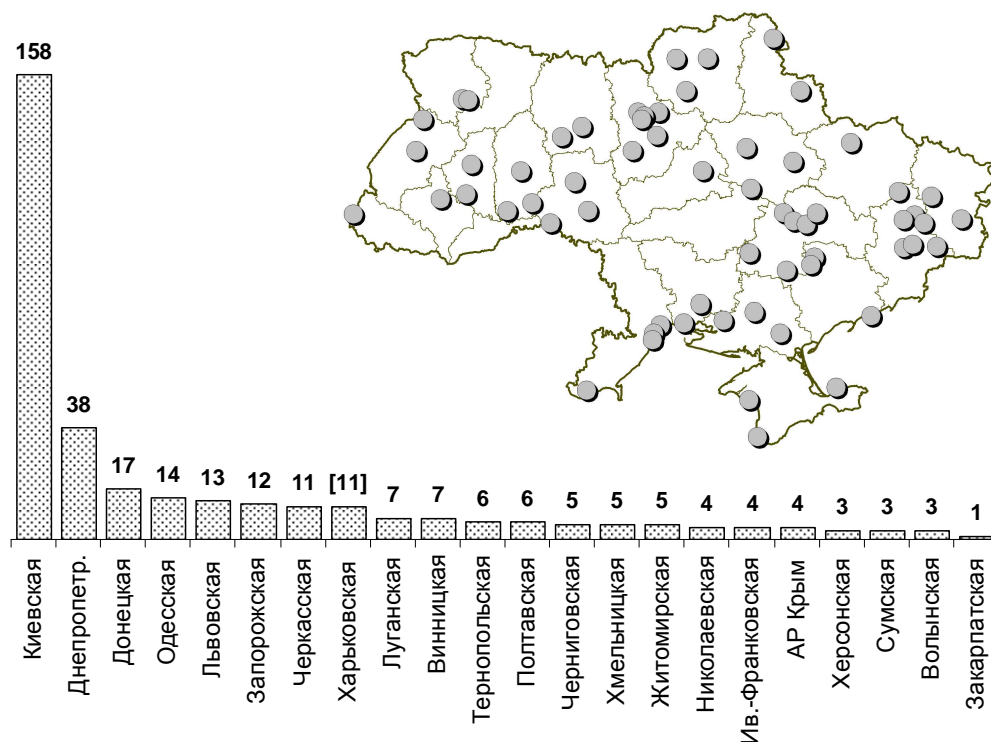 158
38
17
14
13
12
11
[11]
7
7
6
6
5
5
5
4
4
4
3
3
3
1
Киевская
Днепропетр.
Донецкая
Одесская
Львовская
Запорожская
Черкасская
Харьковская
Луганская
Винницкая
Тернопольская
Полтавская
Черниговская
Хмельницкая
Житомирская
Николаевская
Ив.-Франковская
АР Крым
Херсонская
Сумская
Волынская
Закарпатская